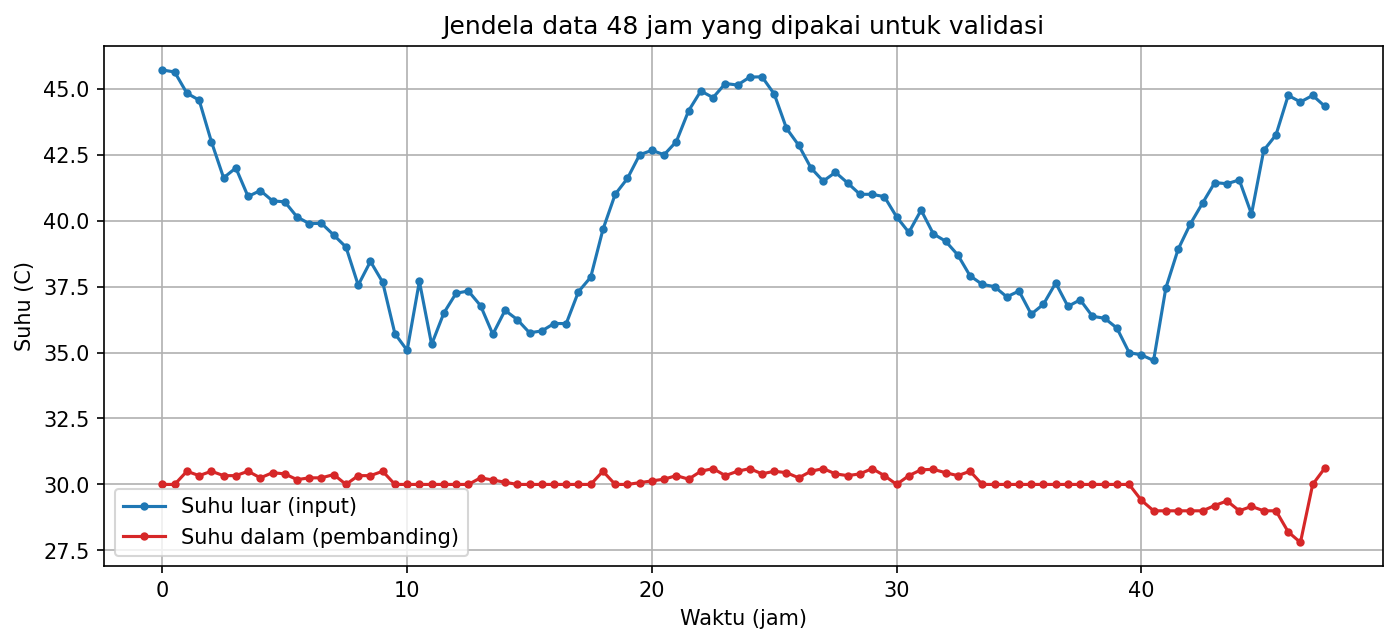 Jendela data 48 jam yang dipakai untuk validasi
Suhu (C)
45.0
42.5
40.0
37.5
35.0
32.5
30.0
27.5
Suhu luar (input)
Suhu dalam (pembanding)
0
10
20
30
40
Waktu (jam)